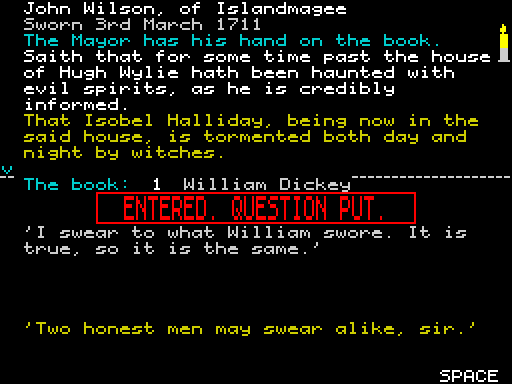 John Wilson, of Islandmagee
Sworn 3rd March 1711
The Mayor has his hand on the book.
Saith that for some time past the house
of Hugh Wylie hath been haunted with
evil spirits, as he is credibly
informed.
That Isobel Halliday, being now in the
said house, is tormented both day and
night by witches.
v
The book: 1 William Dickey
ENTERED. QUESTION PUT.
'I swear to what William swore. It is
true, so it is the same.'
'Two honest men may swear alike, sir.'
SPACE